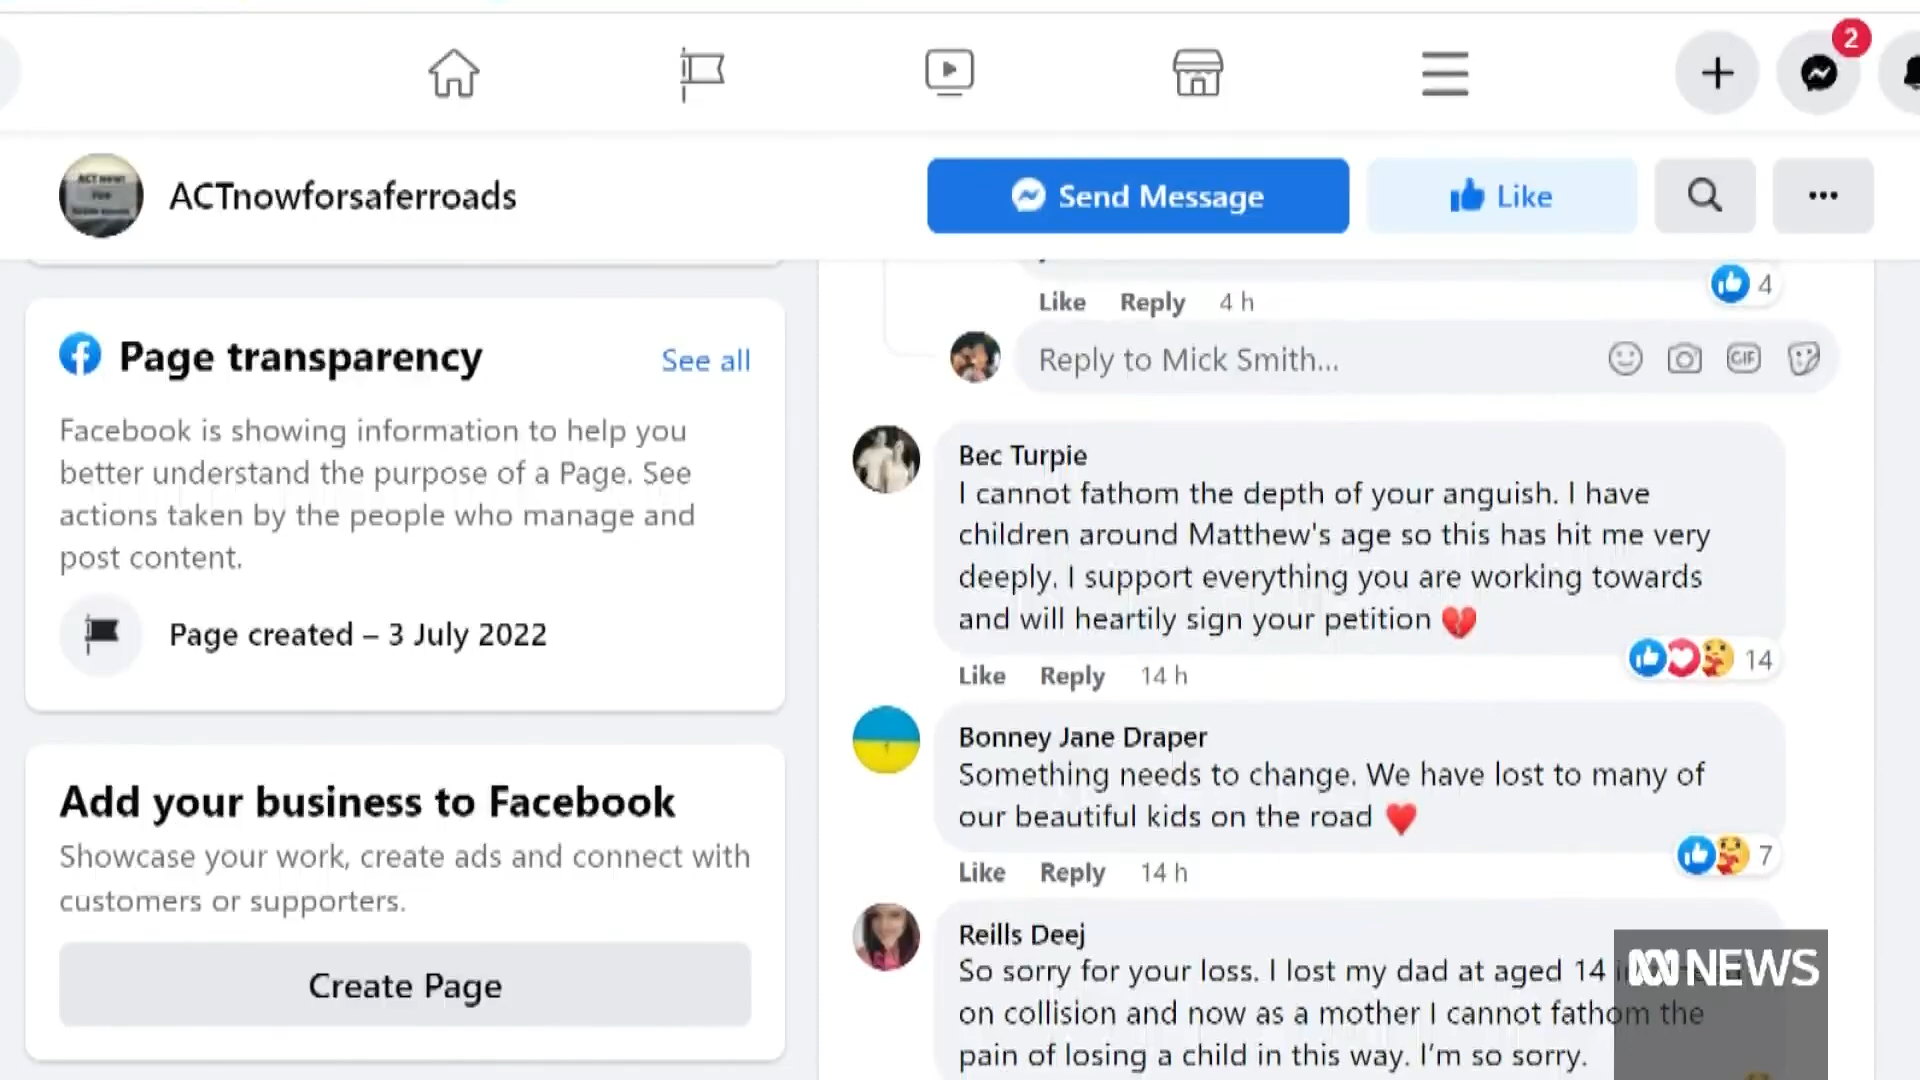 2
ACTnowforsaferroads
Send Message
Like
4
Like Reply 4 h
Page transparency
See all
Reply to Mick Smith...
GIF
Facebook is showing information to help you
better understand the purpose of a Page. See
actions taken by the people who manage and
post content.
Page created – 3 July 2022
Bec Turpie
I cannot fathom the depth of your anguish. I have
children around Matthew's age so this has hit me very
deeply. I support everything you are working towards
and will heartily sign your petition 💔
14
Like Reply 14 h
Bonney Jane Draper
Something needs to change. We have lost to many of
our beautiful kids on the road ♥
7
Like Reply 14 h
Add your business to Facebook
Showcase your work, create ads and connect with
customers or supporters.
Create Page
Reills Deej
So sorry for your loss. I lost my dad at aged 14
on collision and now as a mother I cannot fathom the
pain of losing a child in this way. I'm so sorry.
NEWS